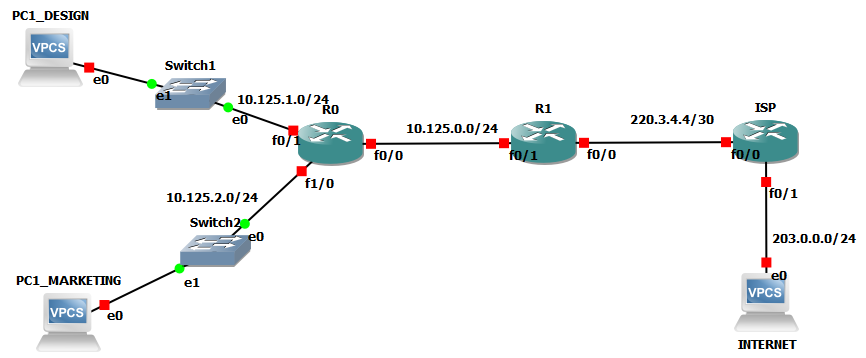 PC1_DESIGN
VPCS
e0
Switch1
e1
e0
10.125.1.0/24
R0
f0/1
f0/0
f1/0
10.125.0.0/24
R1
f0/1
f0/0
220.3.4.4/30
ISP
f0/0
f0/1
10.125.2.0/24
Switch2
e0
e1
203.0.0.0/24
PC1_MARKETING
VPCS
e0
e0
VPCS
INTERNET